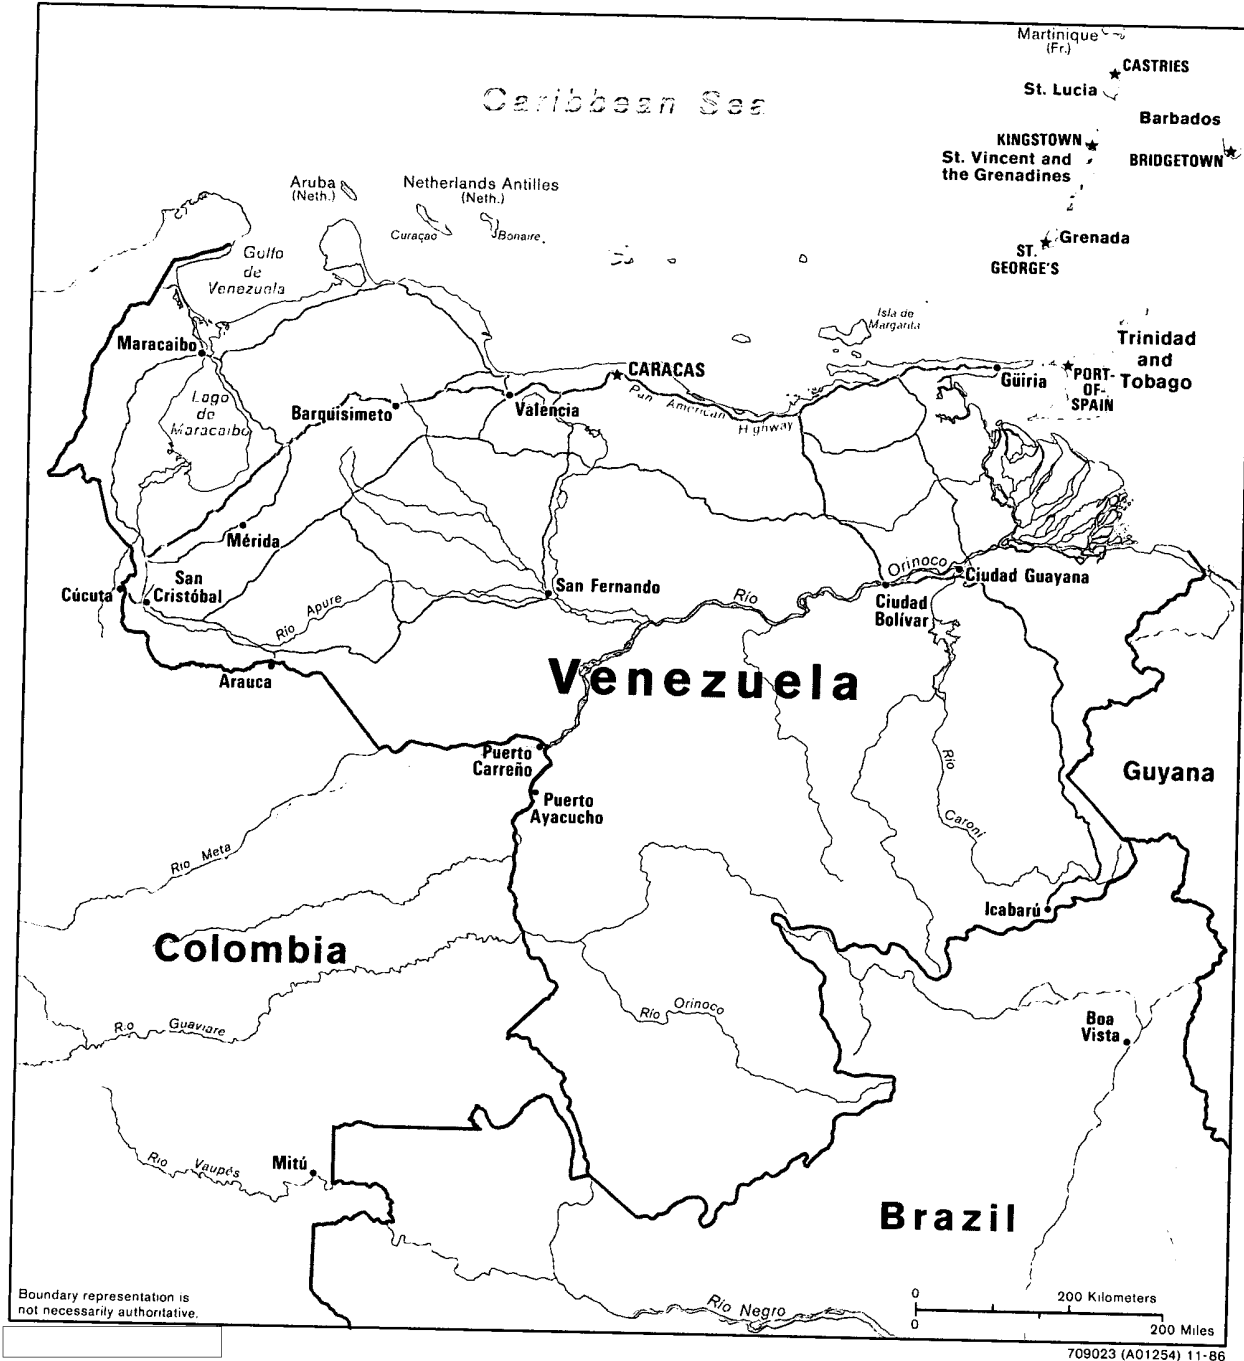 Martinique
(Fr.)
CASTRIES
St. Lucia
Barbados
KINGSTOWN
St. Vincent and
the Grenadines
BRIDGETOWN
Grenada
ST.
GEORGE'S
Caribbean Sea
Aruba
(Neth.)
Netherlands Antilles
(Neth.)
Curaçao
Bonaire
Golfo
de
Venezuela
Isla de
Margarita
Trinidad
and
Tobago
PORT-
OF-
SPAIN
Maracaibo
CARACAS
Güiria
Lago
de
Maracaibo
Barquisimeto
Valencia
Pan American
Highway
Mérida
Orinoco
Ciudad Guayana
San
Cristóbal
Cúcuta
San Fernando
Río
Ciudad
Bolívar
Río Apure
Arauca
Venezuela
Puerto
Carreño
Puerto
Ayacucho
Río
Caroní
Guyana
Río Meta
Icabarú
Colombia
Río Orinoco
Río Guaviare
Boa
Vista
Río Vaupés
Mitú
Brazil
Río Negro
Boundary representation is
not necessarily authoritative.
0 200 Kilometers
0 200 Miles
709023 (A01254) 11-86